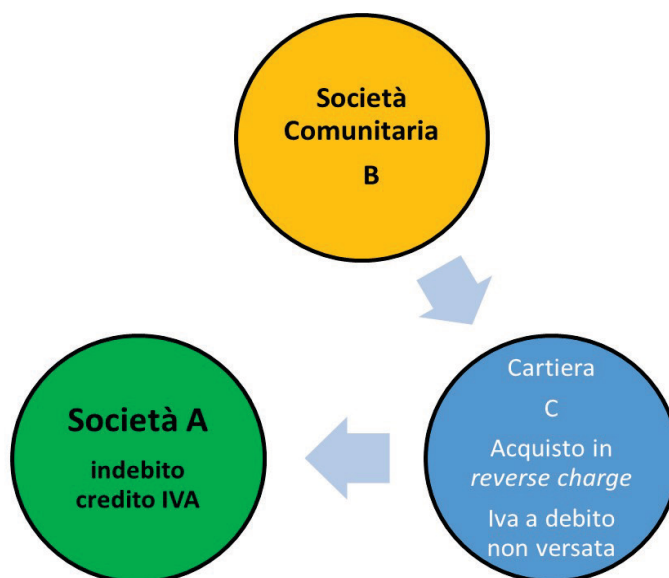 Società
Comunitaria
B
Cartiera
C
Acquisto in
reverse charge
Iva a debito
non versata
Società A
indebito
credito IVA